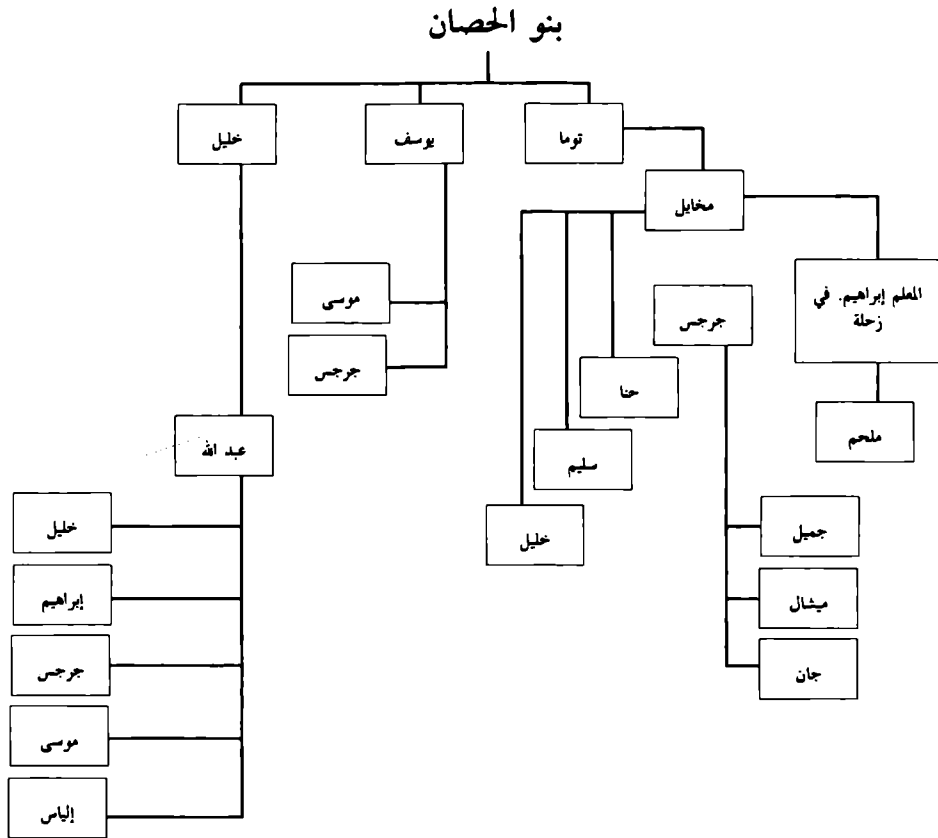 بنو الحصان
توما
يوسف
خليل
مخايل
المعلم إبراهيم. في
زحلة
موسى
جرجس
جرجس
حنا
ملحم
عبد الله
سليم
خليل
جميل
خليل
ميشال
إبراهيم
جان
جرجس
موسى
إلياس